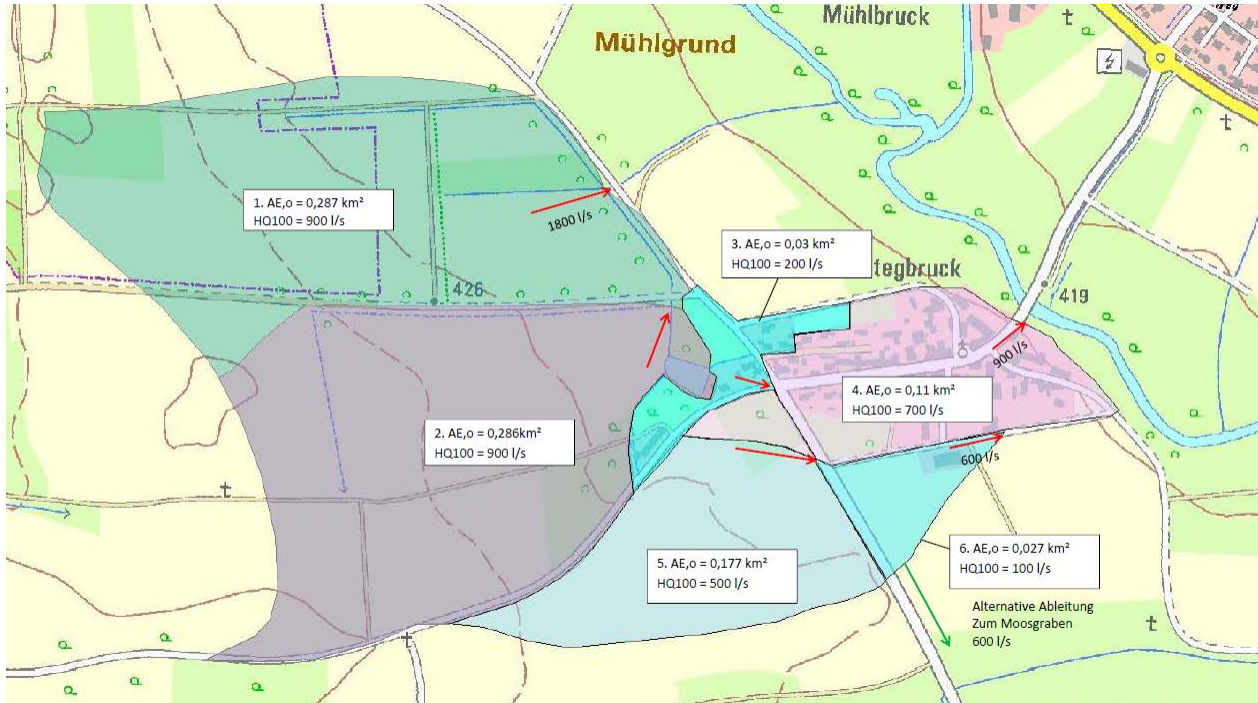 Mühlbruck
Mühlgrund
1. AE,o = 0,287 km²
HQ100 = 900 l/s
1800 l/s
3. AE,o = 0,03 km²
HQ100 = 200 l/s
tegbruck
426
419
900 l/s
4. AE,o = 0,11 km²
HQ100 = 700 l/s
2. AE,o = 0,286km²
HQ100 = 900 l/s
600 l/s
5. AE,o = 0,177 km²
HQ100 = 500 l/s
6. AE,o = 0,027 km²
HQ100 = 100 l/s
Alternative Ableitung
Zum Moosgraben
600 l/s